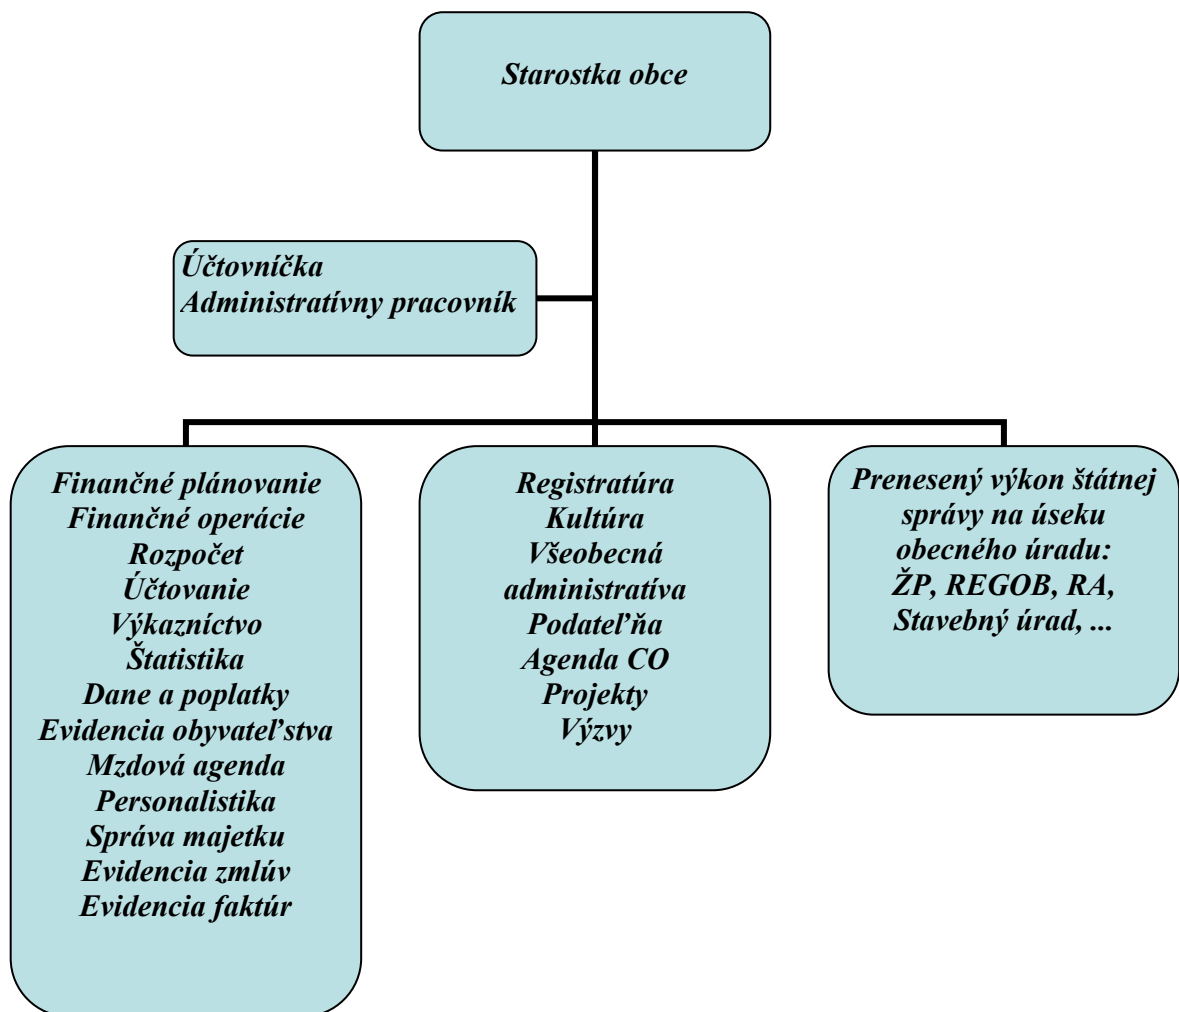 Starostka obce
Účtovníčka
Administratívny pracovník
Finančné plánovanie
Finančné operácie
Rozpočet
Účtovanie
Výkazníctvo
Štatistika
Dane a poplatky
Evidencia obyvateľstva
Mzdová agenda
Personalistika
Správa majetku
Evidencia zmlúv
Evidencia faktúr
Registratúra
Kultúra
Všeobecná
administratíva
Podateľňa
Agenda CO
Projekty
Výzvy
Prenesený výkon štátnej
správy na úseku
obecného úradu:
ŽP, REGOB, RA,
Stavebný úrad, ...